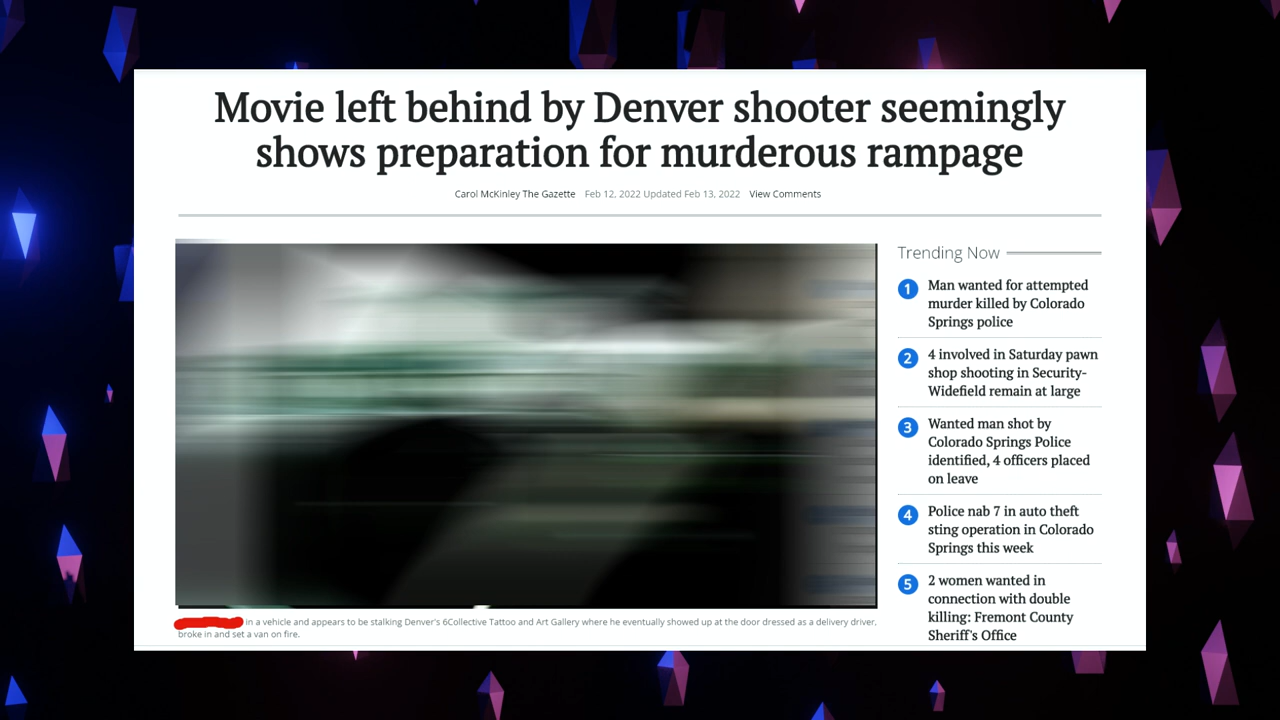 Movie left behind by Denver shooter seemingly
shows preparation for murderous rampage
Carol McKinley The Gazette Feb 12, 2022 Updated Feb 13, 2022 View Comments
Trending Now
1 Man wanted for attempted
murder killed by Colorado
Springs police
2 4 involved in Saturday pawn
shop shooting in Security-
Widefield remain at large
3 Wanted man shot by
Colorado Springs Police
identified, 4 officers placed
on leave
4 Police nab 7 in auto theft
sting operation in Colorado
Springs this week
5 2 women wanted in
connection with double
killing: Fremont County
Sheriff's Office
in a vehicle and appears to be stalking Denver's 6Collective Tattoo and Art Gallery where he eventually showed up at the door dressed as a delivery driver,
broke in and set a van on fire.